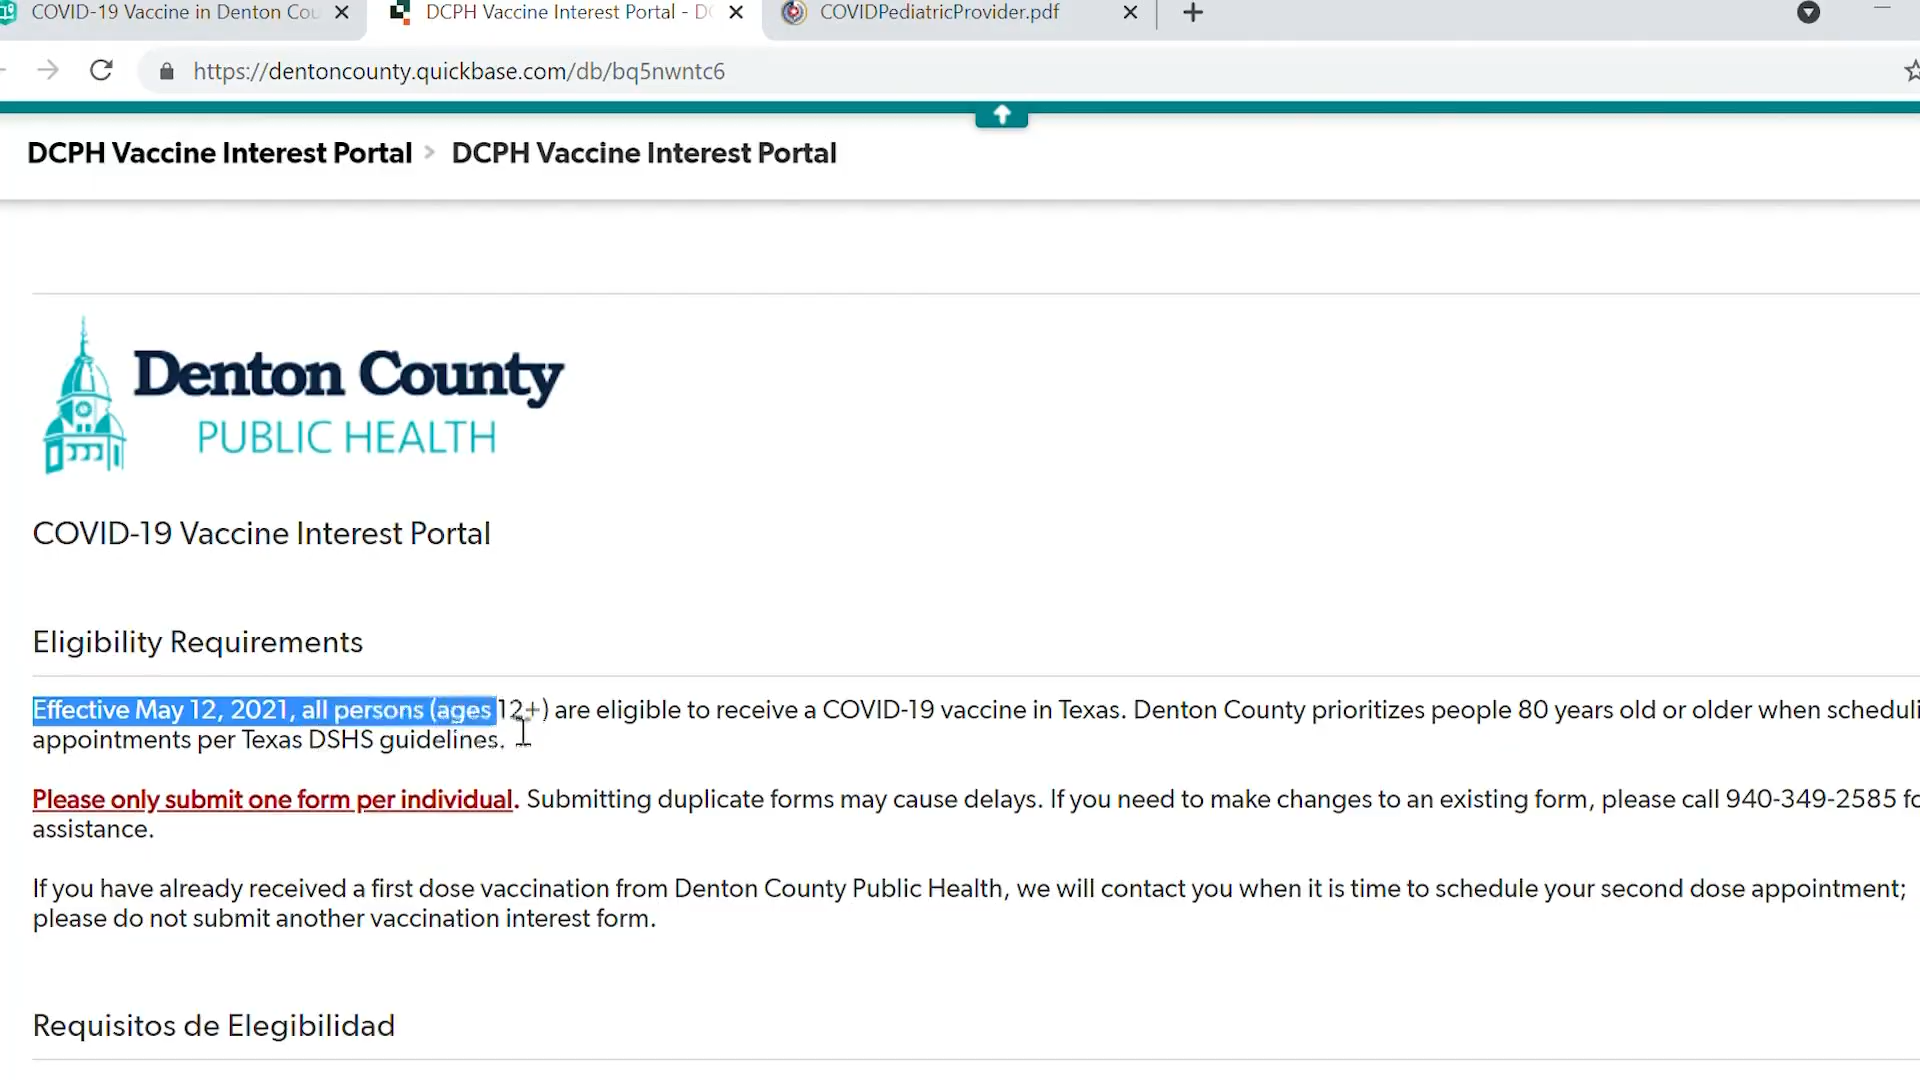 COVID-19 Vaccine in Denton Cou
DCPH Vaccine Interest Portal - DC
COVIDPediatricProvider.pdf
https://dentoncounty.quickbase.com/db/bq5nwntc6
DCPH Vaccine Interest Portal > DCPH Vaccine Interest Portal
Denton County
PUBLIC HEALTH
COVID-19 Vaccine Interest Portal
Eligibility Requirements
Effective May 12, 2021, all persons (ages 12+) are eligible to receive a COVID-19 vaccine in Texas. Denton County prioritizes people 80 years old or older when scheduli
appointments per Texas DSHS guidelines.
Please only submit one form per individual. Submitting duplicate forms may cause delays. If you need to make changes to an existing form, please call 940-349-2585 fo
assistance.
If you have already received a first dose vaccination from Denton County Public Health, we will contact you when it is time to schedule your second dose appointment;
please do not submit another vaccination interest form.
Requisitos de Elegibilidad